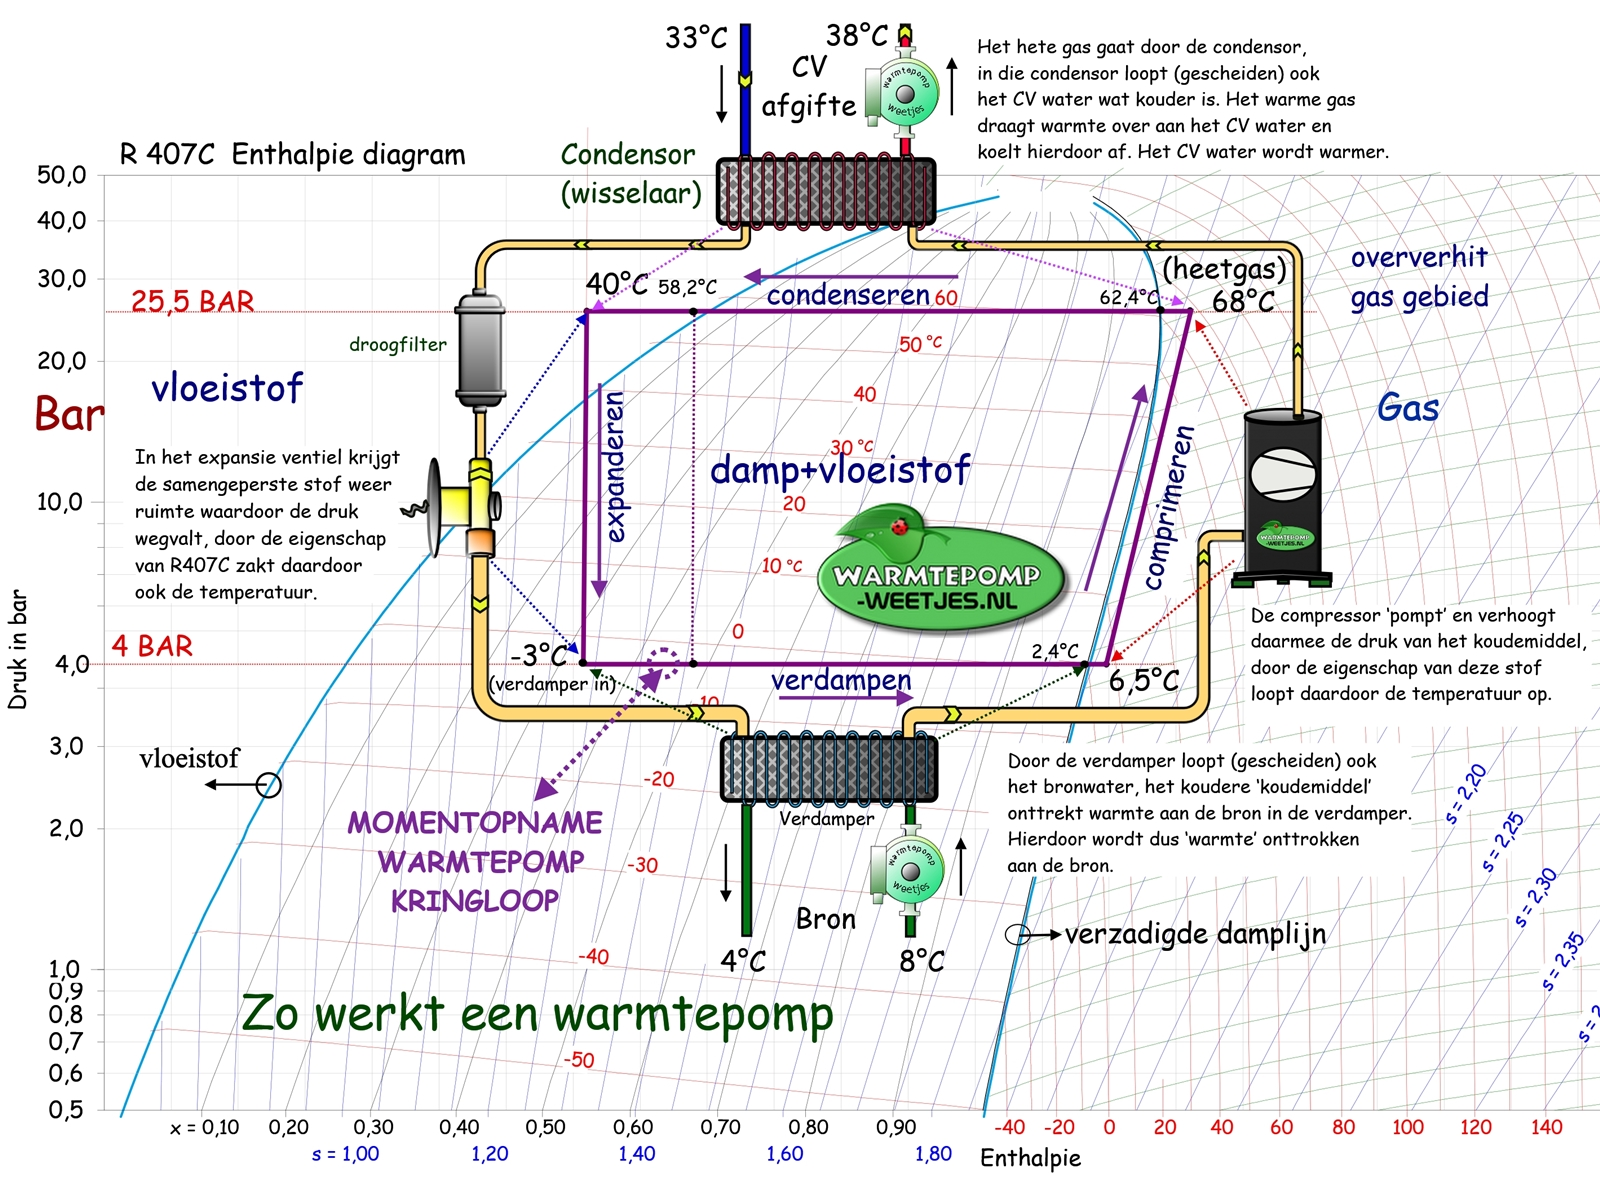 33°C
38°C
CV
afgifte
warmtepomp
weetjes
Het hete gas gaat door de condensor,
in die condensor loopt (gescheiden) ook
het CV water wat kouder is. Het warme gas
draagt warmte over aan het CV water en
koelt hierdoor af. Het CV water wordt warmer.
R 407C Enthalpie diagram
Condensor
(wisselaar)
50,0
40,0
30,0
25,5 BAR
20,0
Bar
10,0
4 BAR
4,0
3,0
2,0
1,0
0,9
0,8
0,7
0,6
0,5
Druk in bar
40°C
58,2°C
condenseren
60
62,4°C
(heetgas)
68°C
oververhit
gas gebied
droogfilter
vloeistof
50 °C
40
30 °C
20
10 °C
0
10
-20
-30
-40
-50
Gas
expanderen
damp+vloeistof
comprimeren
WARMTEPOMP
-WEETJES.NL
WARMTEPOMP
-WEETJES.NL
In het expansie ventiel krijgt
de samengeperste stof weer
ruimte waardoor de druk
wegvalt, door de eigenschap
van R407C zakt daardoor
ook de temperatuur.
-3°C
(verdamper in)
verdampen
2,4°C
6,5°C
De compressor ‘pompt’ en verhoogt
daarmee de druk van het koudemiddel,
door de eigenschap van deze stof
loopt daardoor de temperatuur op.
vloeistof
MOMENTOPNAME
WARMTEPOMP
KRINGLOOP
Verdamper
warmtepomp
weetjes
Bron
4°C
8°C
Door de verdamper loopt (gescheiden) ook
het bronwater, het koudere ‘koudemiddel’
onttrekt warmte aan de bron in de verdamper.
Hierdoor wordt dus ‘warmte’ onttrokken
aan de bron.
verzadigde damplijn
s = 2,20
s = 2,25
s = 2,30
s = 2,35
s = 2
Zo werkt een warmtepomp
x = 0,10 0,20 0,30 0,40 0,50 0,60 0,70 0,80 0,90
-40 -20 0 20 40 60 80 100 120 140
s = 1,00 1,20 1,40 1,60 1,80
Enthalpie